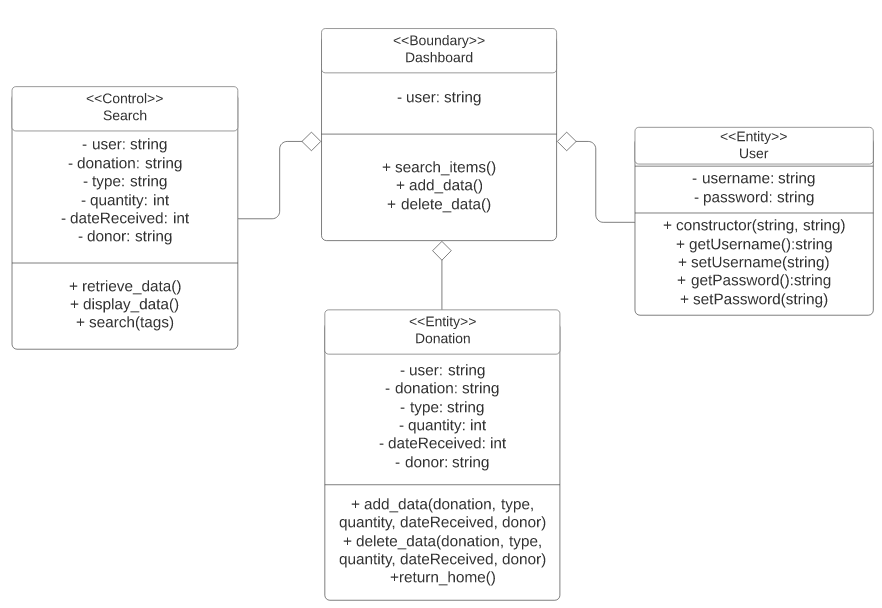 <<Boundary>>
Dashboard
- user: string
+ search_items()
+ add_data()
+ delete_data()
<<Control>>
Search
- user: string
- donation: string
- type: string
- quantity: int
- dateReceived: int
- donor: string
+ retrieve_data()
+ display_data()
+ search(tags)
<<Entity>>
User
- username: string
- password: string
+ constructor(string, string)
+ getUsername():string
+ setUsername(string)
+ getPassword():string
+ setPassword(string)
<<Entity>>
Donation
- user: string
- donation: string
- type: string
- quantity: int
- dateReceived: int
- donor: string
+ add_data(donation, type,
quantity, dateReceived, donor)
+ delete_data(donation, type,
quantity, dateReceived, donor)
+return_home()